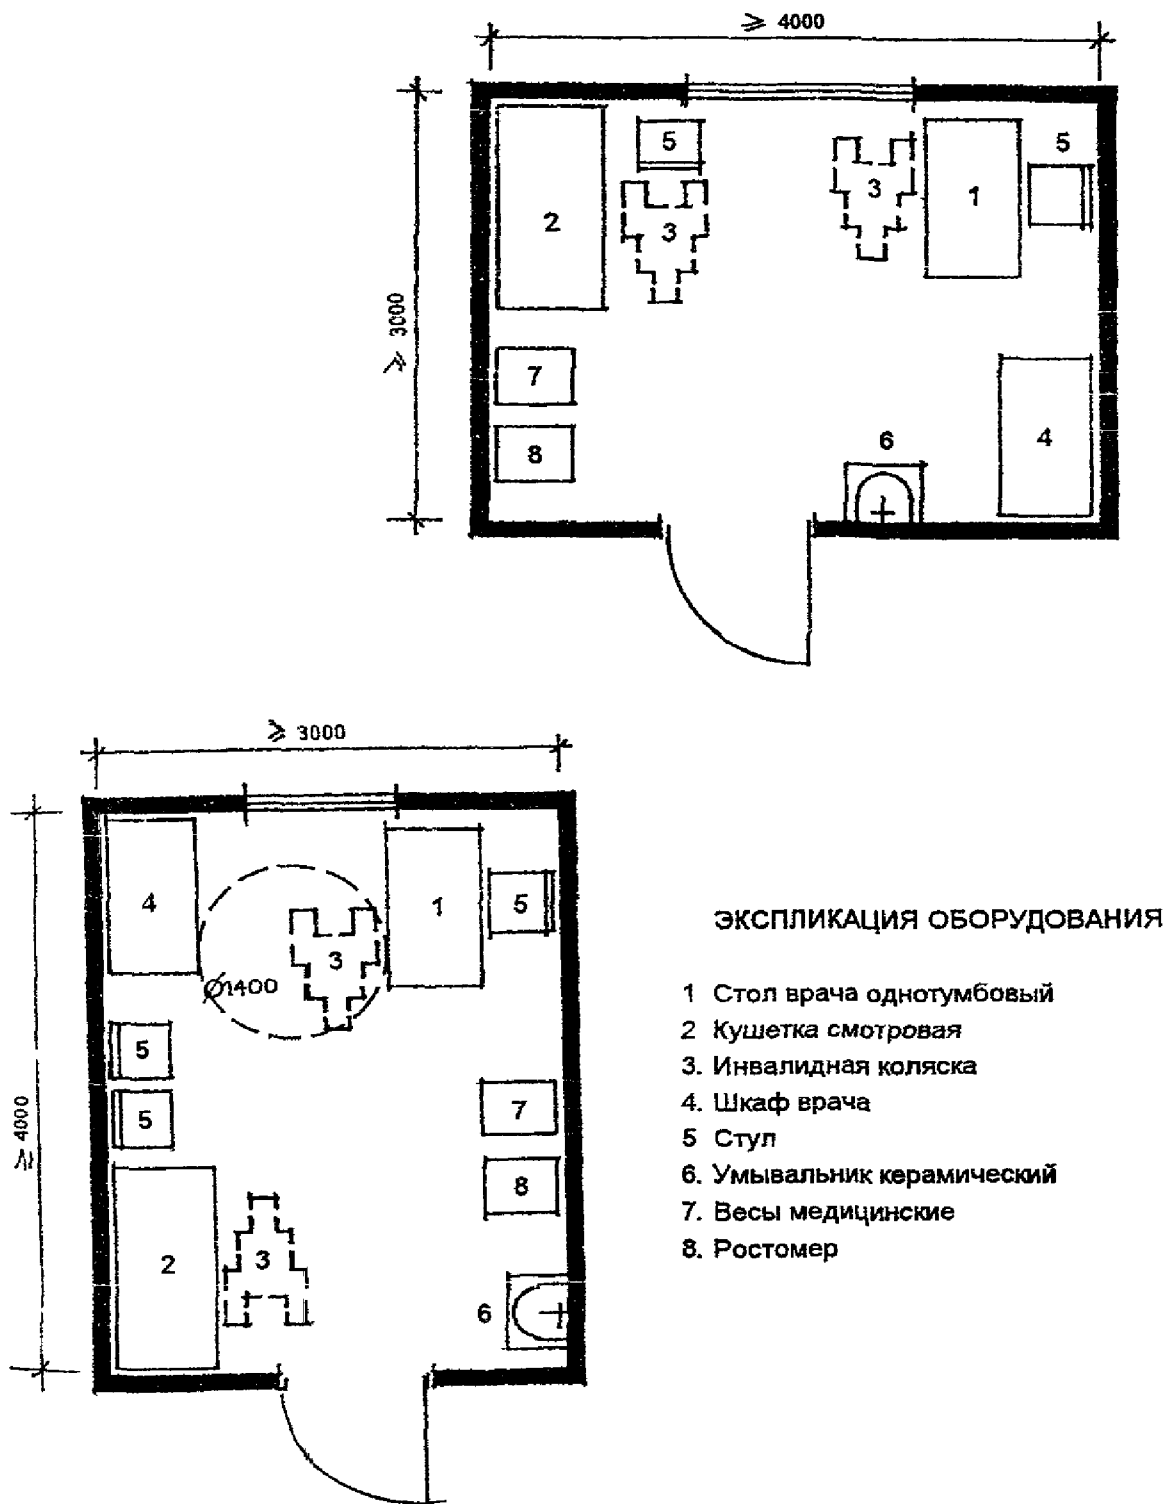 ⩾ 4000
5
5
3
1
2
3
⩾ 3000
7
6
4
8
⩾ 3000
4
1
5
3
Ø1400
5
7
5
⩾ 4000
8
3
2
6
ЭКСПЛИКАЦИЯ ОБОРУДОВАНИЯ
1 Стол врача однотумбовый
2 Кушетка смотровая
3. Инвалидная коляска
4. Шкаф врача
5 Стул
6. Умывальник керамический
7. Весы медицинские
8. Ростомер